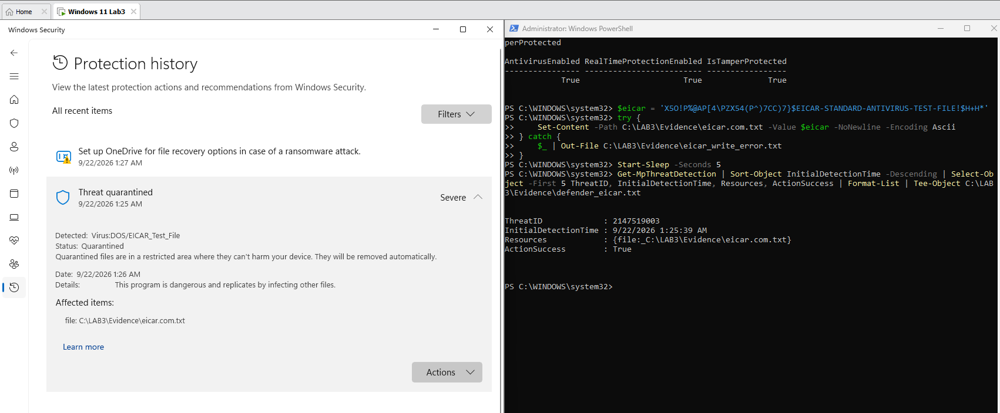 Home
Windows 11 Lab3
Windows Security
Protection history
View the latest protection actions and recommendations from Windows Security.
All recent items
Filters
Set up OneDrive for file recovery options in case of a ransomware attack.
9/22/2026 1:27 AM
Threat quarantined
9/22/2026 1:25 AM
Severe
Detected: Virus:DOS/EICAR_Test_File
Status: Quarantined
Quarantined files are in a restricted area where they can't harm your device. They will be removed automatically.
Date: 9/22/2026 1:26 AM
Details: This program is dangerous and replicates by infecting other files.
Affected items:
file: C:\LAB3\Evidence\eicar.com.txt
Learn more
Actions
Administrator: Windows PowerShell
perProtected
AntivirusEnabled RealTimeProtectionEnabled IsTamperProtected
---------------- ------------------------- -----------------
True True True
PS C:\WINDOWS\system32> $eicar = 'X5O!P%@AP[4\PZX54(P^)7CC)7}$EICAR-STANDARD-ANTIVIRUS-TEST-FILE!$H+H*'
PS C:\WINDOWS\system32> try {
>> Set-Content -Path C:\LAB3\Evidence\eicar.com.txt -Value $eicar -NoNewline -Encoding Ascii
>> } catch {
>> $_ | Out-File C:\LAB3\Evidence\eicar_write_error.txt
>> }
PS C:\WINDOWS\system32> Start-Sleep -Seconds 5
PS C:\WINDOWS\system32> Get-MpThreatDetection | Sort-Object InitialDetectionTime -Descending | Select-Ob
ject -First 5 ThreatID, InitialDetectionTime, Resources, ActionSuccess | Format-List | Tee-Object C:\LAB
3\Evidence\defender_eicar.txt
ThreatID : 2147519003
InitialDetectionTime : 9/22/2026 1:25:39 AM
Resources : {file:_C:\LAB3\Evidence\eicar.com.txt}
ActionSuccess : True
PS C:\WINDOWS\system32>